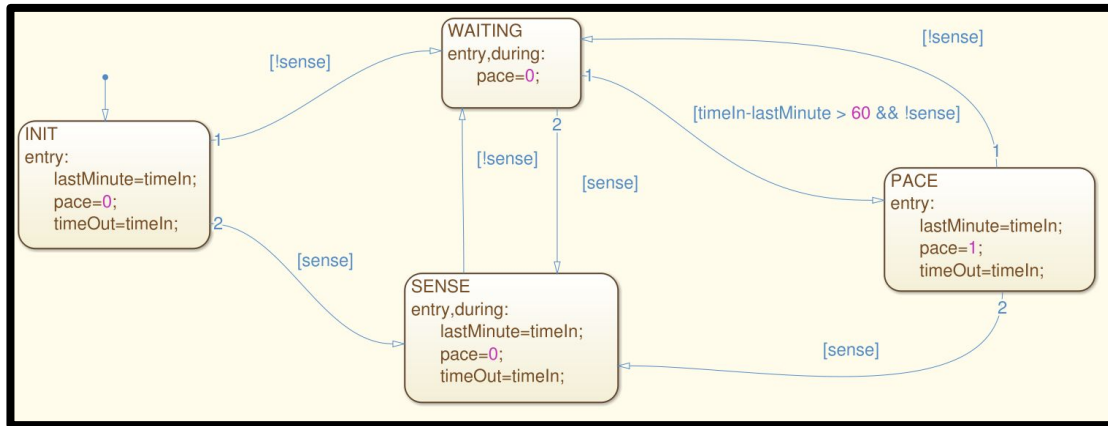 WAITING
entry,during:
pace=0;
[!sense]
1
2
[timeIn-lastMinute > 60 && !sense]
[!sense]
INIT
entry:
lastMinute=timeIn;
pace=0;
timeOut=timeIn;
1
2
[!sense]
[sense]
1
PACE
entry:
lastMinute=timeIn;
pace=1;
timeOut=timeIn;
2
[sense]
SENSE
entry,during:
lastMinute=timeIn;
pace=0;
timeOut=timeIn;
[sense]